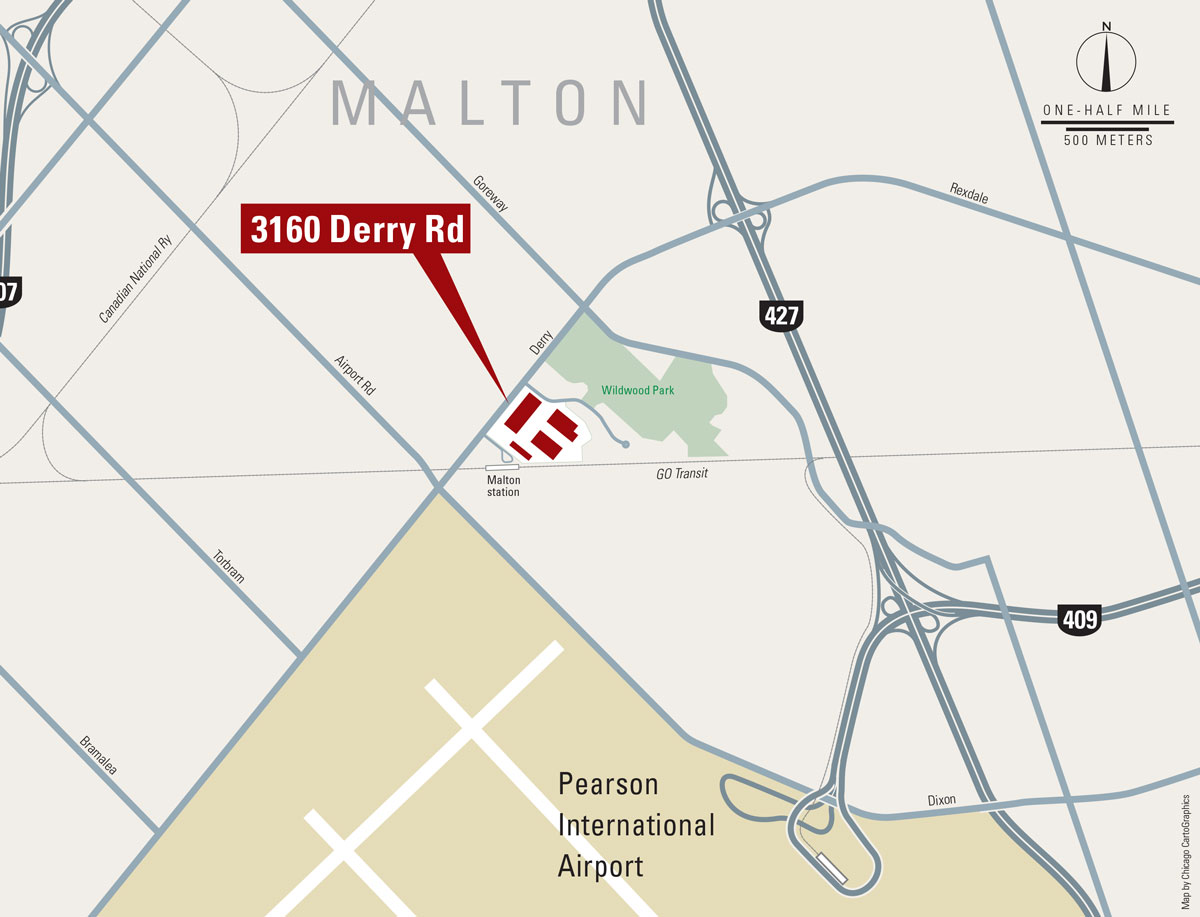 N
MALTON
ONE-HALF MILE
500 METERS
Goreway
Rexdale
3160 Derry Rd
Canadian National Ry
07
427
Derry
Airport Rd
Wildwood Park
GO Transit
Malton
station
Torbram
409
Bramalea
Pearson
International
Airport
Dixon
Map by Chicago CartoGraphics